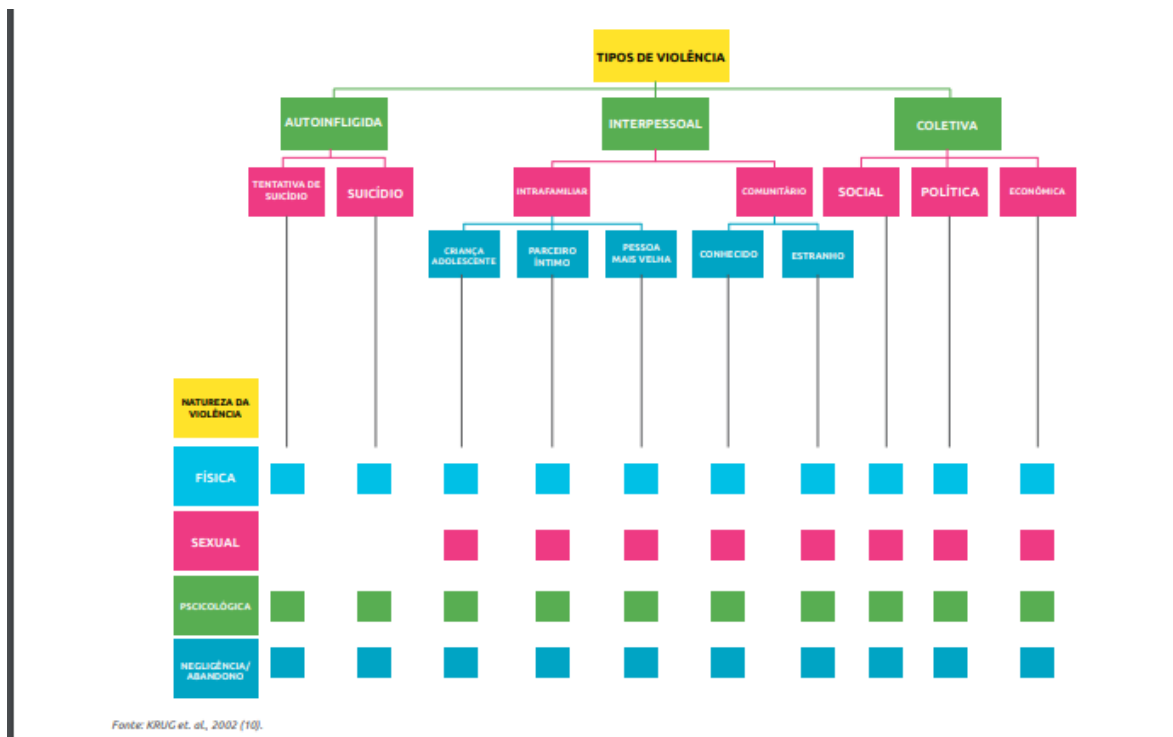 TIPOS DE VIOLÊNCIA
AUTOINFLIGIDA
INTERPESSOAL
COLETIVA
TENTATIVA DE
SUICÍDIO
SUICÍDIO
INTRAFAMILIAR
COMUNITÁRIO
SOCIAL
POLÍTICA
ECONÔMICA
CRIANÇA
ADOLESCENTE
PARCEIRO
ÍNTIMO
PESSOA
MAIS VELHA
CONHECIDO
ESTRANHO
NATUREZA DA
VIOLÊNCIA
FÍSICA
SEXUAL
PSCICOLÓGICA
NEGLIGÊNCIA/
ABANDONO
Fonte: KRUG et. al., 2002 (10).